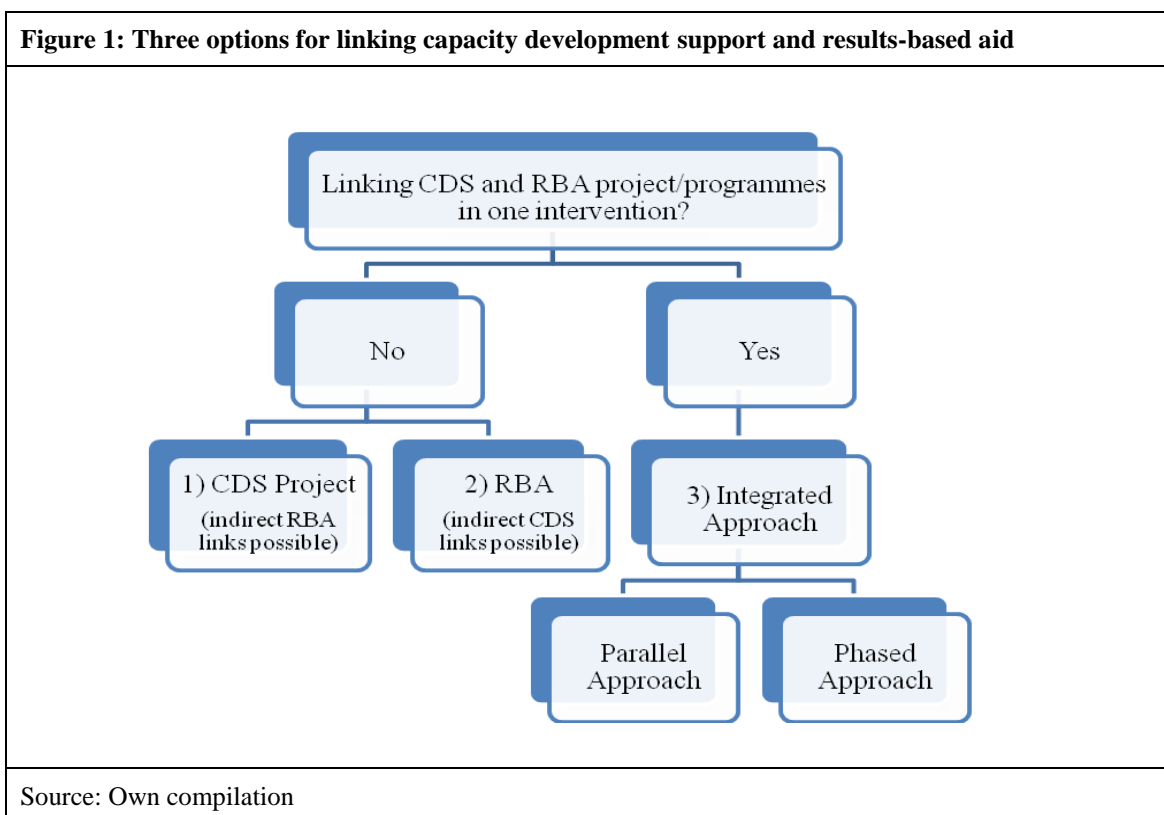 Figure 1: Three options for linking capacity development support and results-based aid
Linking CDS and RBA project/programmes
in one intervention?
No
Yes
1) CDS Project
(indirect RBA
links possible)
2) RBA
(indirect CDS
links possible)
3) Integrated
Approach
Parallel
Approach
Phased
Approach
Source: Own compilation